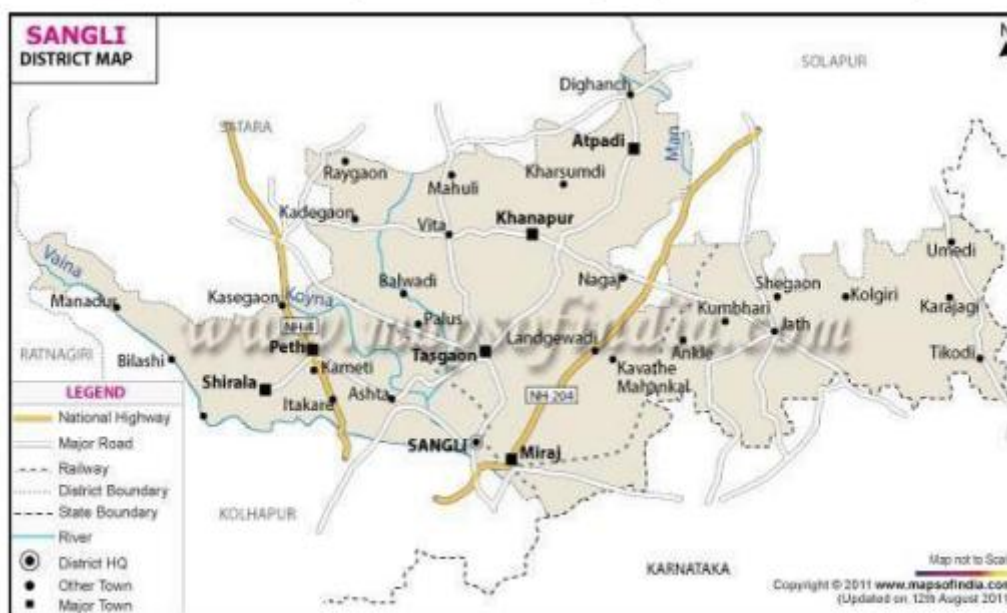 SANGLI
DISTRICT MAP
N
SOLAPUR
SATARA
Dighanch
Atpadi
Man
Raygaon
Mahuli
Kharsumdi
Kadegaon
Vita
Khanapur
Umedi
Vaina
Manadur
Kasegaon
Koyna
Balwadi
Nagaj
Shegaon
Kolgiri
Karajagi
Kumbhari
NH-4
Palus
www.mapsofindia.com
Jath
RATNAGIRI
Bilashi
Peth
Tasgaon
Landgewadi
Ankle
Tikodi
Kameti
Kavathe
Mahankal
Shirala
Itakare
Ashta
NH 204
SANGLI
Miraj
LEGEND
National Highway
Major Road
Railway
District Boundary
State Boundary
River
District HQ
Other Town
Major Town
KOLHAPUR
KARNATAKA
Map not to Scal
Copyright © 2011 www.mapsofindia.com
(Updated on 12th August 2011